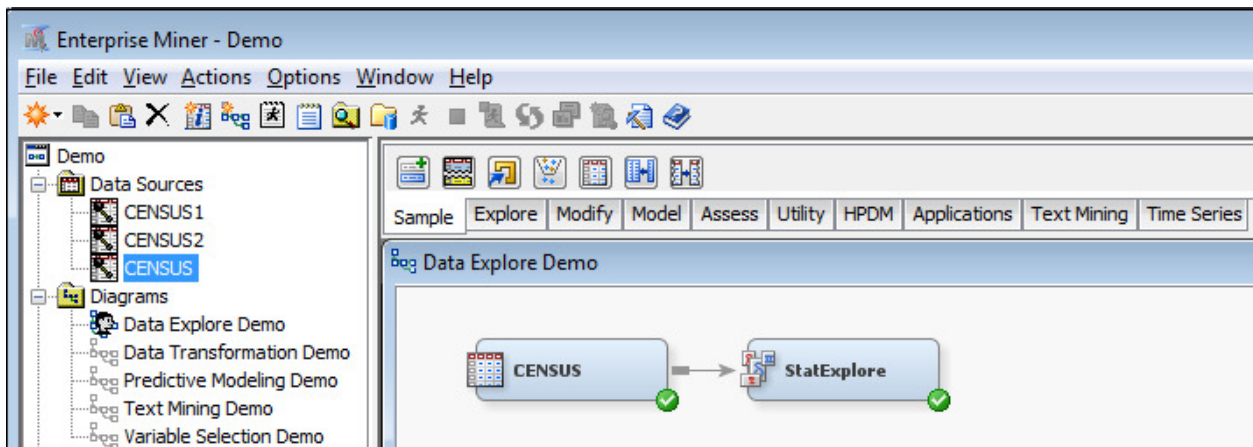 Enterprise Miner - Demo
File Edit View Actions Options Window Help
Demo
Data Sources
CENSUS1
CENSUS2
CENSUS
Diagrams
Data Explore Demo
Data Transformation Demo
Predictive Modeling Demo
Text Mining Demo
Variable Selection Demo
Sample Explore Modify Model Assess Utility HPDM Applications Text Mining Time Series
Data Explore Demo
CENSUS StatExplore